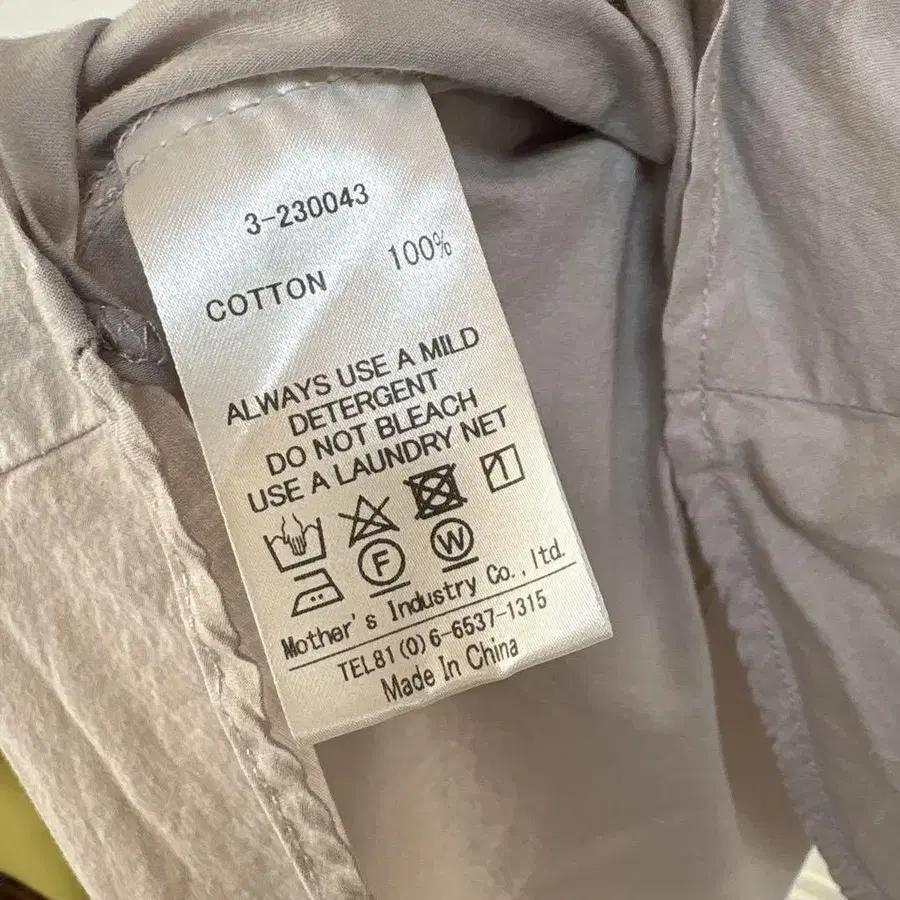 3-230043
COTTON 100%
ALWAYS USE A MILD
DETERGENT
DO NOT BLEACH
USE A LAUNDRY NET
F W
Mother's Industry Co., ltd.
TEL81(0)6-6537-1315
Made In China